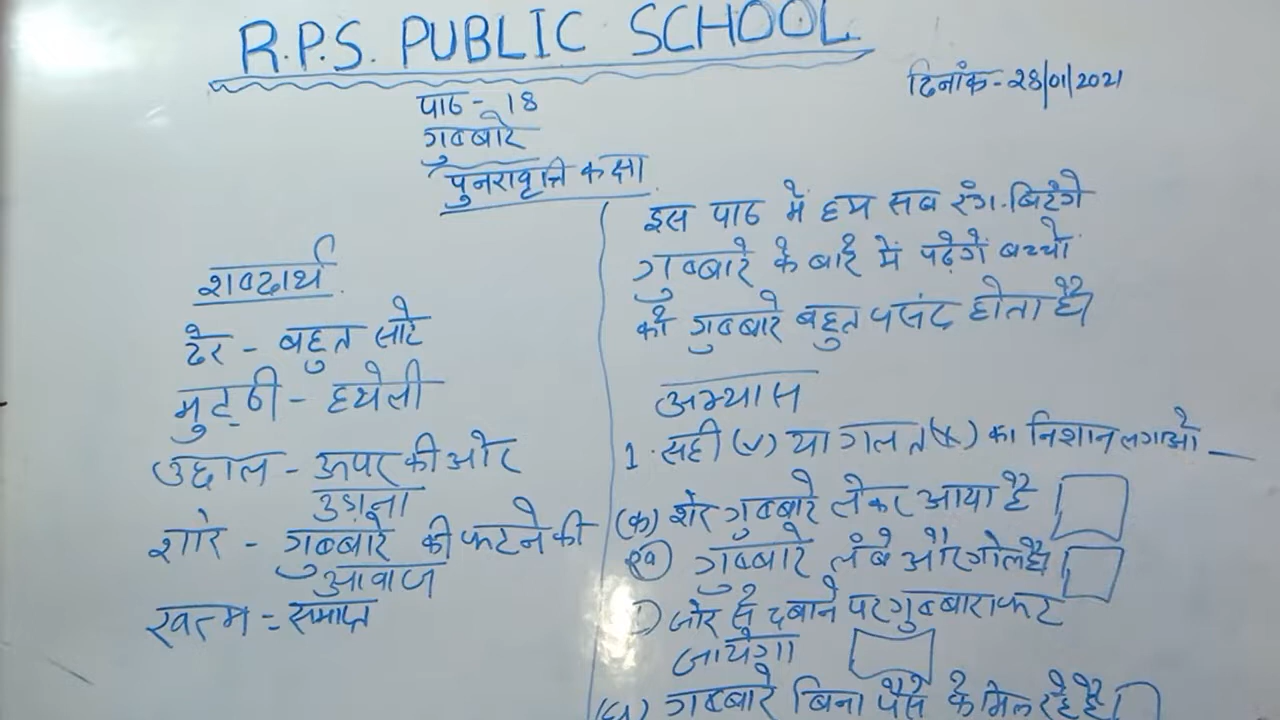 R.P.S. PUBLIC SCHOOL.
दिनांक-28/01/2021
पाठ-18
गुब्बारे
पुनरावृत्ति कक्षा
शब्दार्थ
ढेर - बहुत सारे
मुट्ठी - हथेली
उछाल - ऊपर की ओर
उड़ाना
शोर - गुब्बारे की फटने की
आवाज
खत्म = समाप्त
इस पाठ में हम सब रंग-बिरंगे
गुब्बारे के बारे में पढ़ेगें बच्चों
को गुब्बारे बहुत पसंद होता है।
अभ्यास
1. सही (✓) या गलत (×) का निशान लगाओ—
(क) शेर गुब्बारे लेकर आया है
ख) गुब्बारे लंबे और गोल है
) जोर से दबाने पर गुब्बारा फट
जायेगा
(घ) गुब्बारे बिना पैसे के मिल रहे है